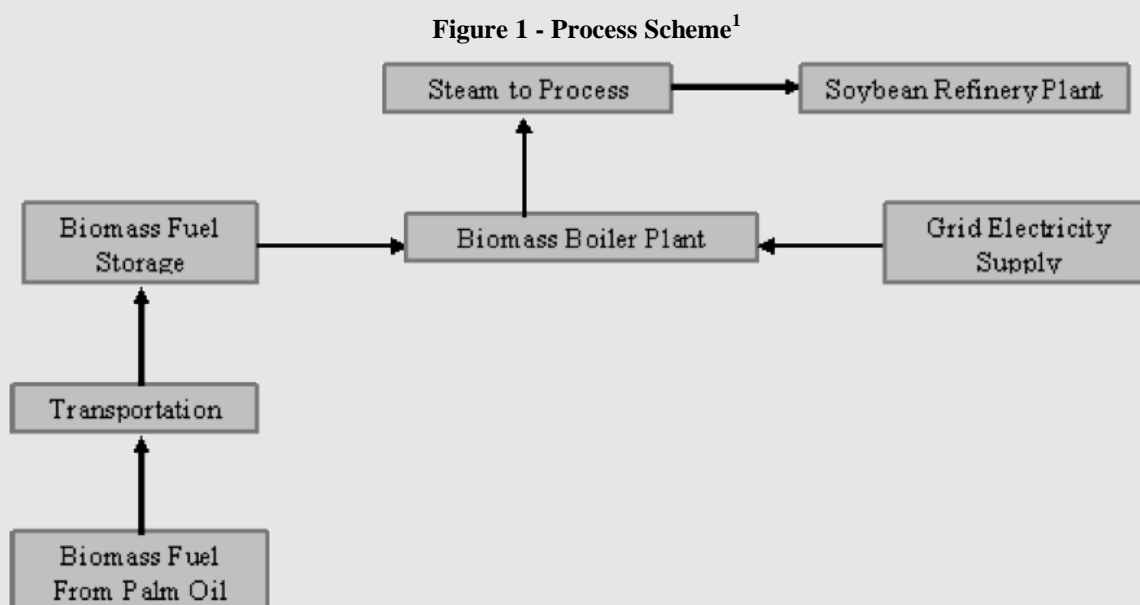 Figure 1 - Process Scheme1
Steam to Process
Soybean Refinery Plant
Biomass Fuel
Storage
Biomass Boiler Plant
Grid Electricity
Supply
Transportation
Biomass Fuel
From Palm Oil